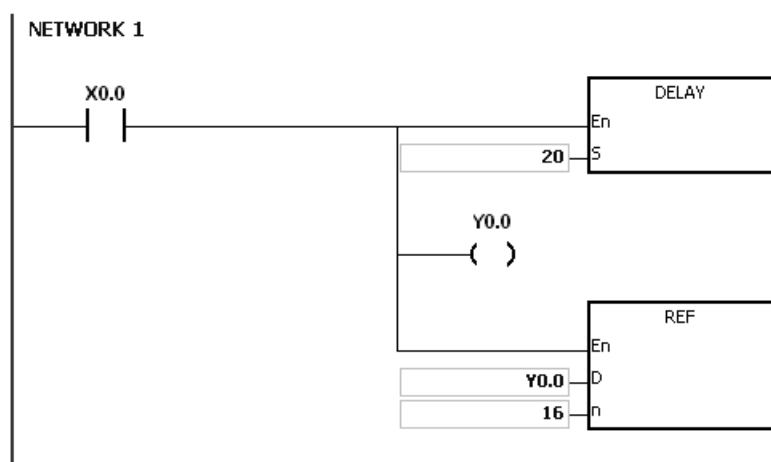 NETWORK 1
X0.0
DELAY
En
20 S
Y0.0
REF
En
Y0.0 D
16 n